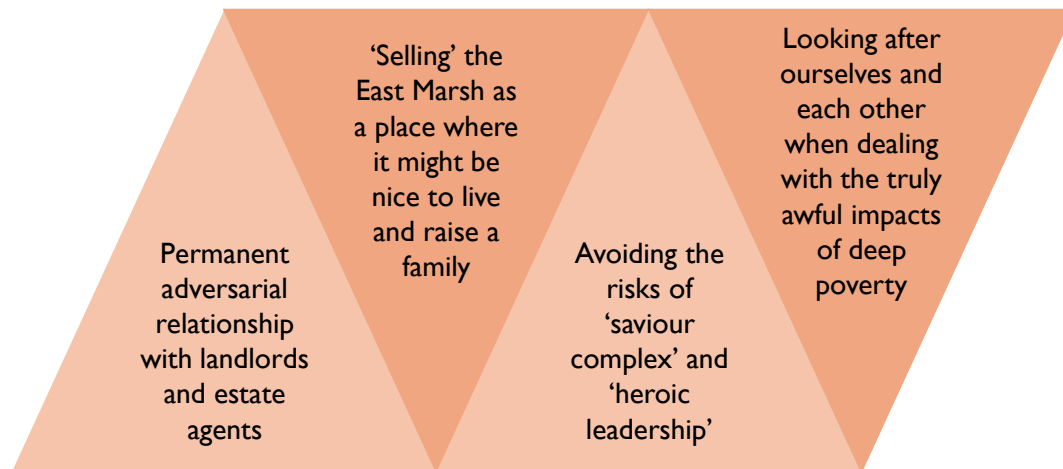 Permanent
adversarial
relationship
with landlords
and estate
agents
‘Selling’ the
East Marsh as
a place where
it might be
nice to live
and raise a
family
Avoiding the
risks of
‘saviour
complex’ and
‘heroic
leadership’
Looking after
ourselves and
each other
when dealing
with the truly
awful impacts
of deep
poverty